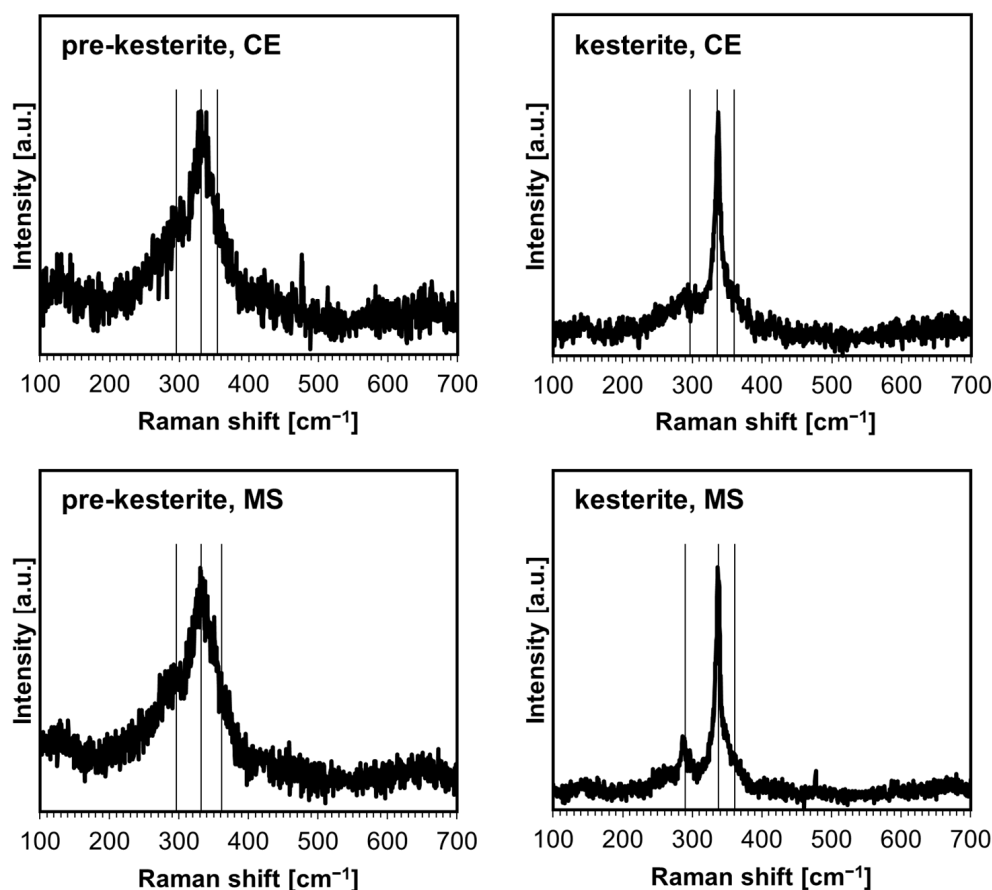 pre-kesterite, CE
Intensity [a.u.]
100 200 300 400 500 600 700
Raman shift [cm⁻¹]
kesterite, CE
Intensity [a.u.]
100 200 300 400 500 600 700
Raman shift [cm⁻¹]
pre-kesterite, MS
Intensity [a.u.]
100 200 300 400 500 600 700
Raman shift [cm⁻¹]
kesterite, MS
Intensity [a.u.]
100 200 300 400 500 600 700
Raman shift [cm⁻¹]